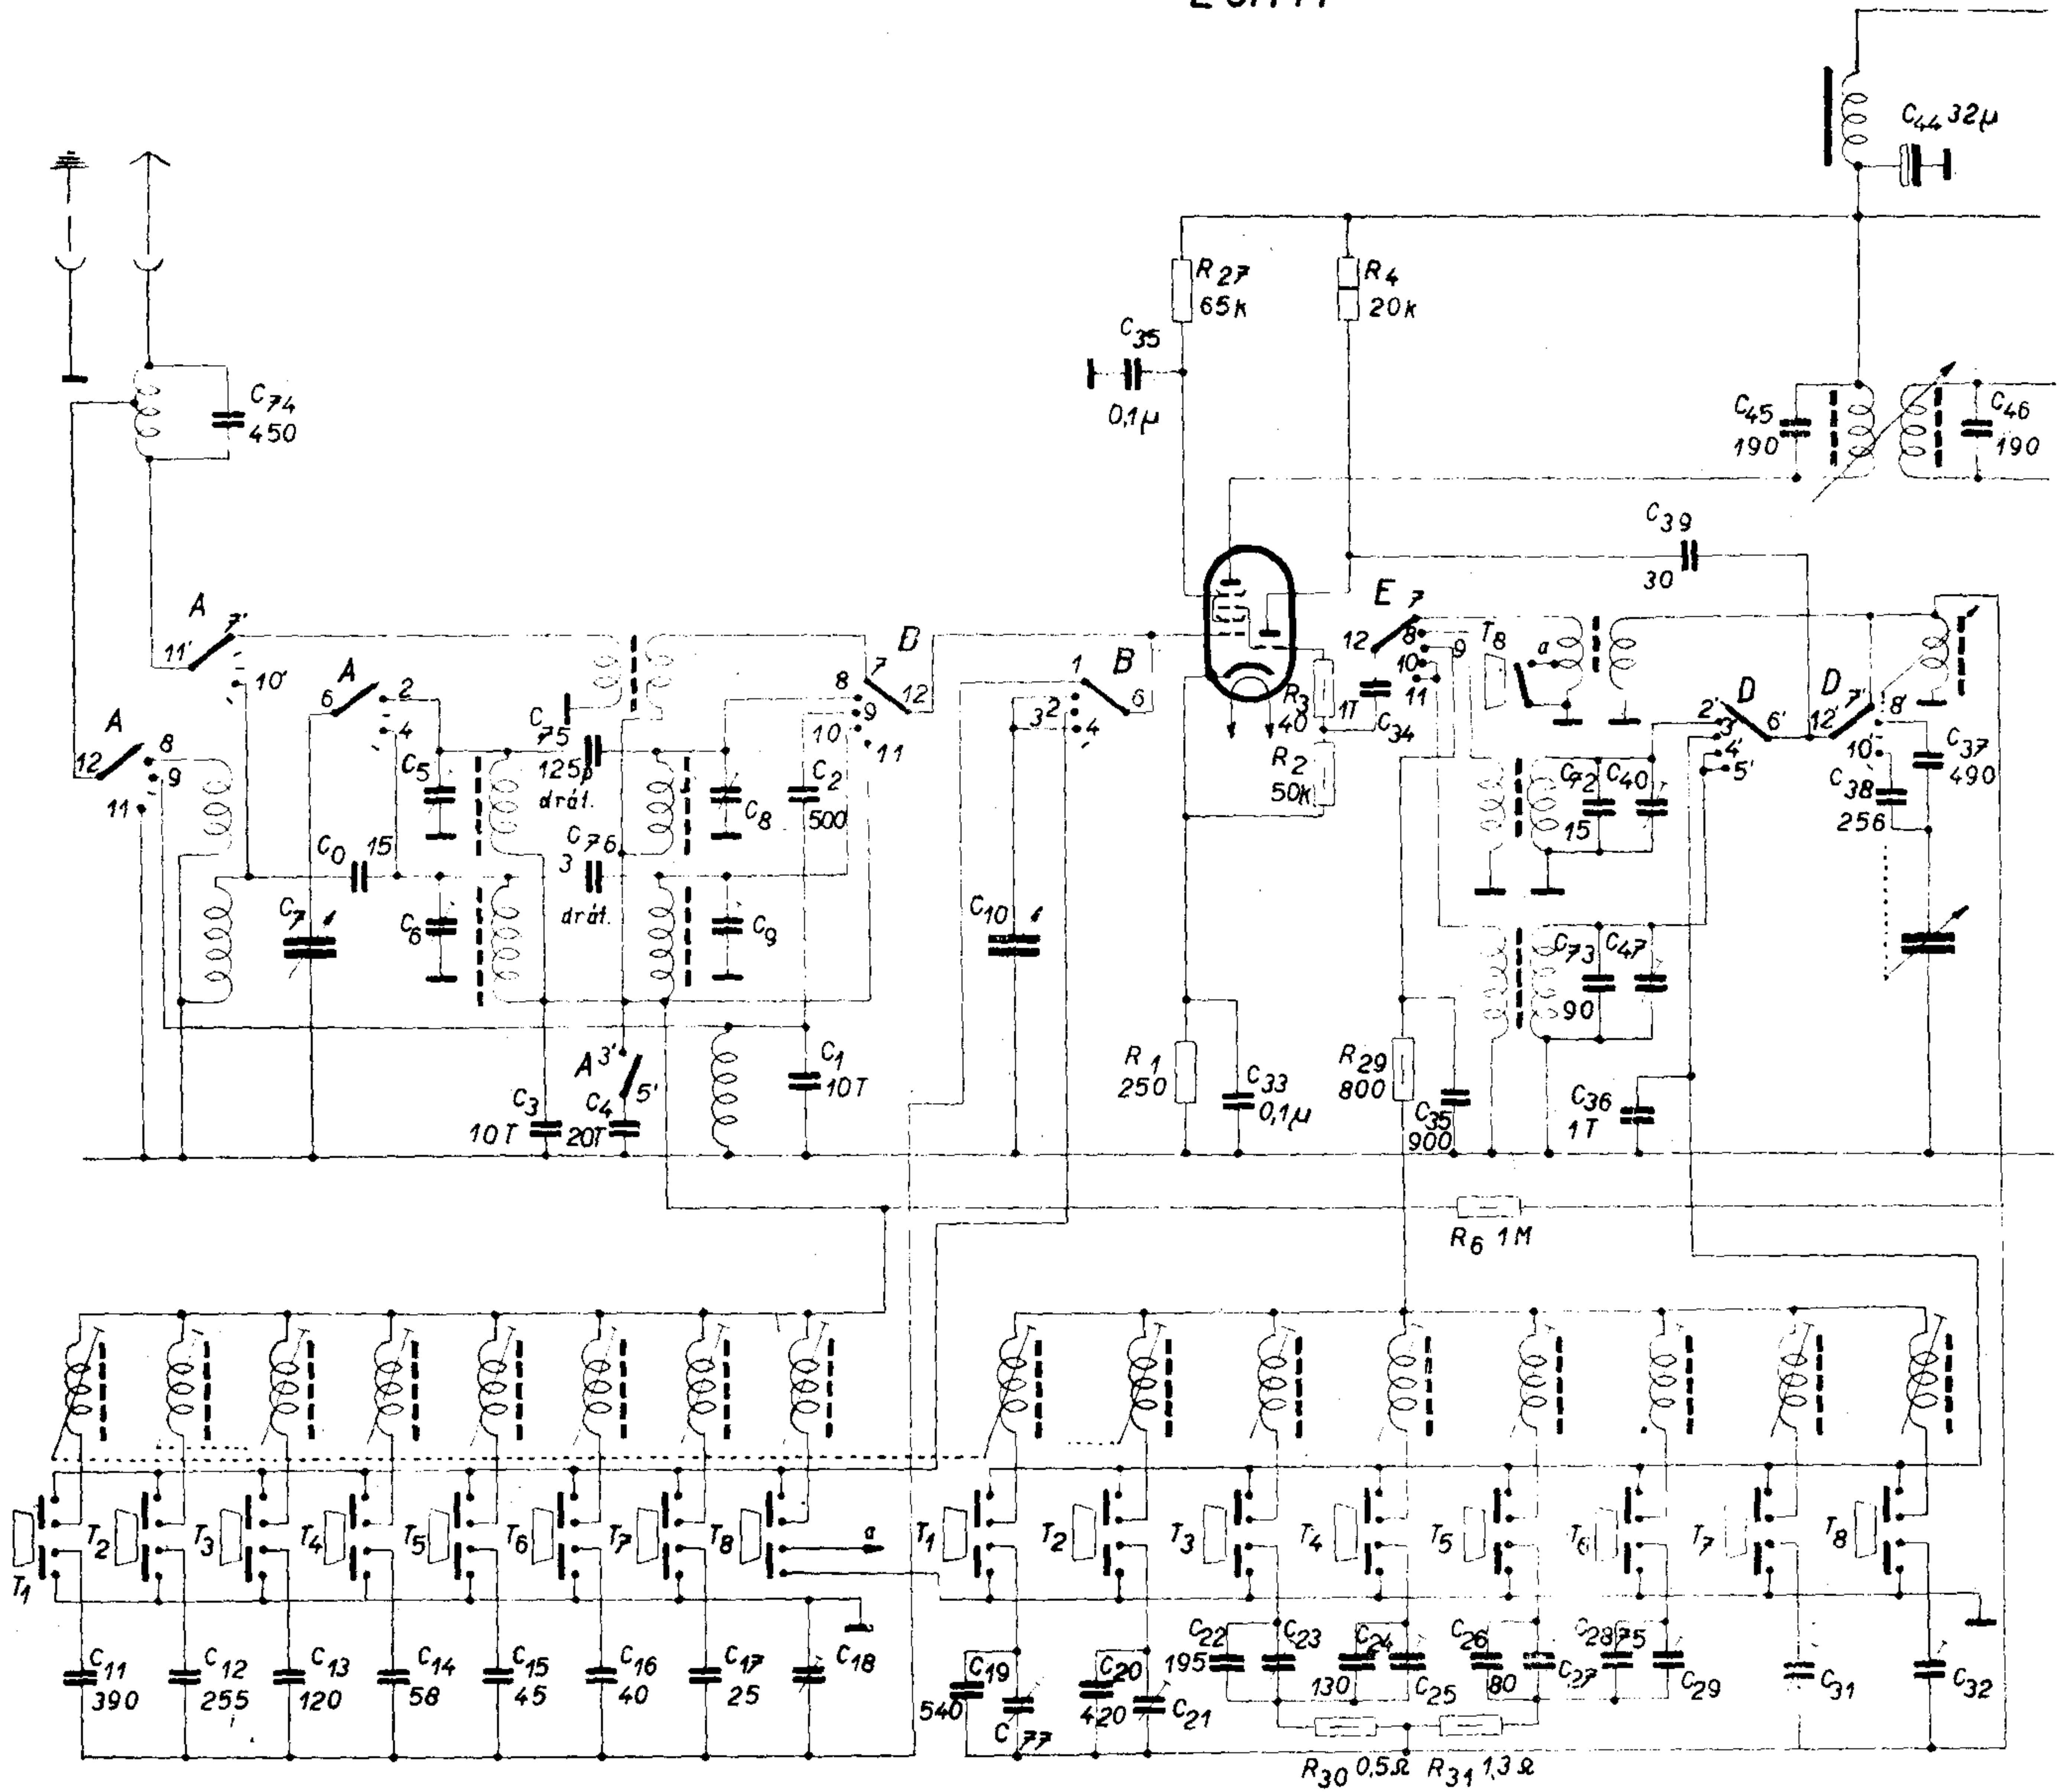 C44 32μ
R27
65k
R4
20k
C35
0,1μ
C74
450
C45
190
C46
190
C39
30
A
7'
11'
10'
A
6
2
4
A
12
8
9
11
D
7
8
9
10
11
12
1
B
3
2
4
6
E
7
12
8
9
10
11
T8
a
R3
40
1T
C34
R2
50k
C75
125p
drát.
C76
3
drát.
C5
C6
C0
15
C7
C8
C9
C2
500
C10
C72
C40
15
C73
C47
90
2'
D
3'
4'
5'
6'
D
7'
12'
8'
10'
C37
490
C38
256
A
3'
5'
C3
10T
C4
20T
C1
10T
R1
250
C33
0,1μ
R29
800
C35
900
C36
1T
R6 1M
T1
T2
T3
T4
T5
T6
T7
T8
a
T1
T2
T3
T4
T5
T6
T7
T8
C11
390
C12
255
C13
120
C14
58
C15
45
C16
40
C17
25
C18
C19
540
C77
C20
420
C21
C22
195
C23
C24
130
C25
C26
80
C27
C28
75
C29
C31
C32
R30 0,5Ω
R31 1,3Ω